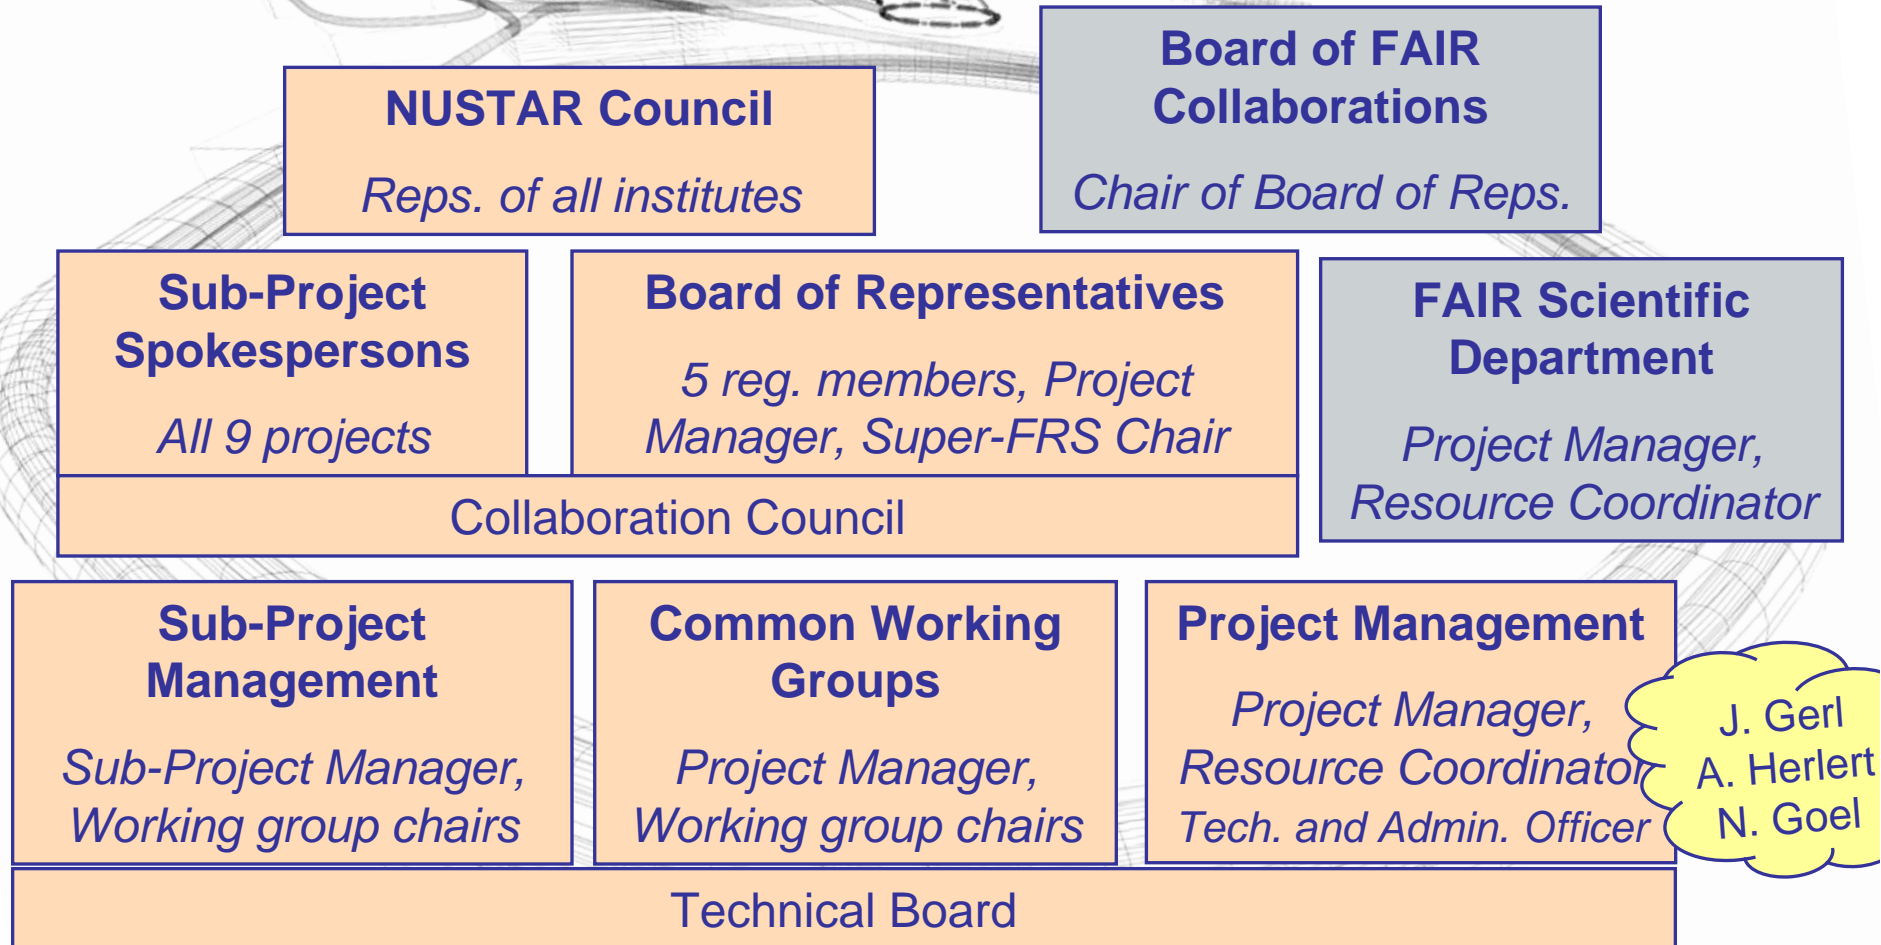 NUSTAR Council
Reps. of all institutes
Board of FAIR
Collaborations
Chair of Board of Reps.
Sub-Project
Spokespersons
All 9 projects
Board of Representatives
5 reg. members, Project
Manager, Super-FRS Chair
Collaboration Council
FAIR Scientific
Department
Project Manager,
Resource Coordinator
Sub-Project
Management
Sub-Project Manager,
Working group chairs
Common Working
Groups
Project Manager,
Working group chairs
Project Management
Project Manager,
Resource Coordinator
Tech. and Admin. Officer
J. Gerl
A. Herlert
N. Goel
Technical Board